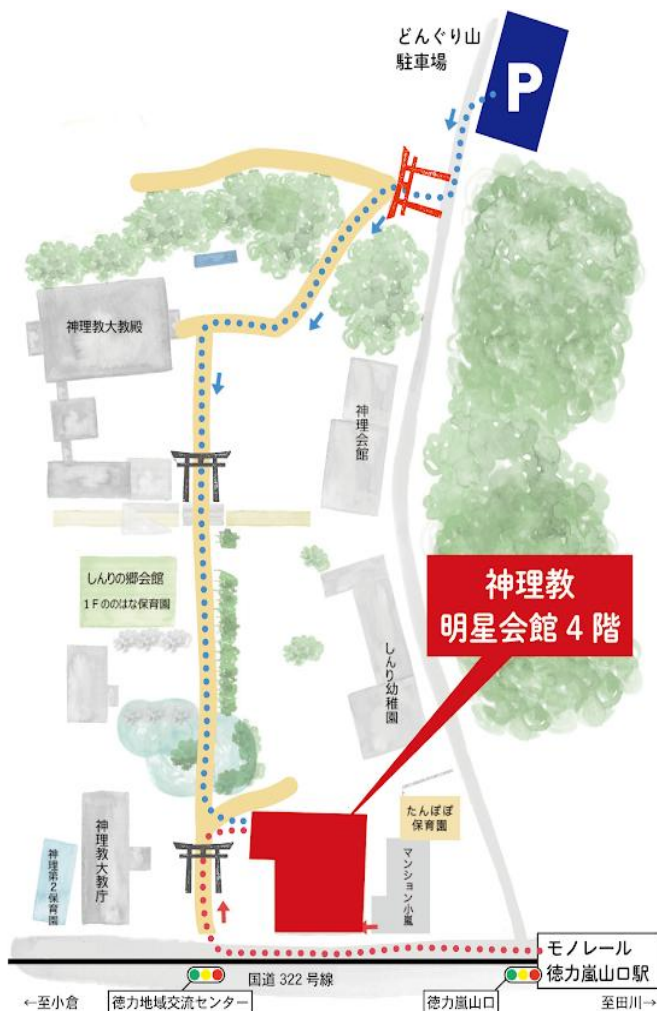 どんぐり山
駐車場
P
神理教大教殿
神理会館
しんりの郷会館
1Fののはな保育園
神理教
明星会館4階
しんり幼稚園
たんぽぽ
保育園
マンション小嵐
神理教大教庁
神理第2保育園
モノレール
徳力嵐山口駅
国道322号線
←至小倉
徳力地域交流センター
徳力嵐山口
至田川→